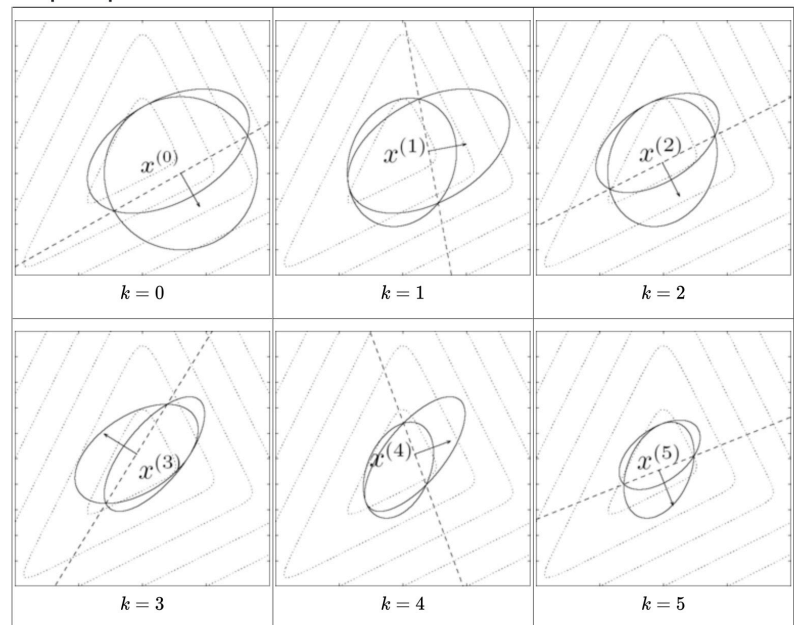 x^{(0)}
x^{(1)}
x^{(2)}
k = 0
k = 1
k = 2
x^{(3)}
x^{(4)}
x^{(5)}
k = 3
k = 4
k = 5